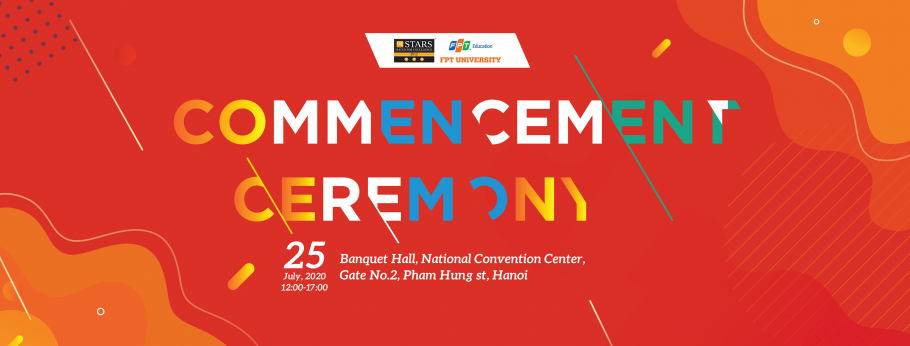 STARS
FPT Education
FPT UNIVERSITY
COMMENCEMENT
CEREMONY
25
July, 2020
12:00-17:00
Banquet Hall, National Convention Center,
Gate No.2, Pham Hung st, Hanoi